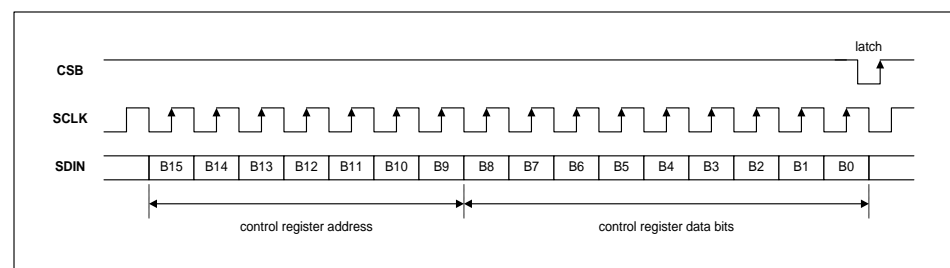 latch
CSB
SCLK
SDIN B15 B14 B13 B12 B11 B10 B9 B8 B7 B6 B5 B4 B3 B2 B1 B0
control register address control register data bits